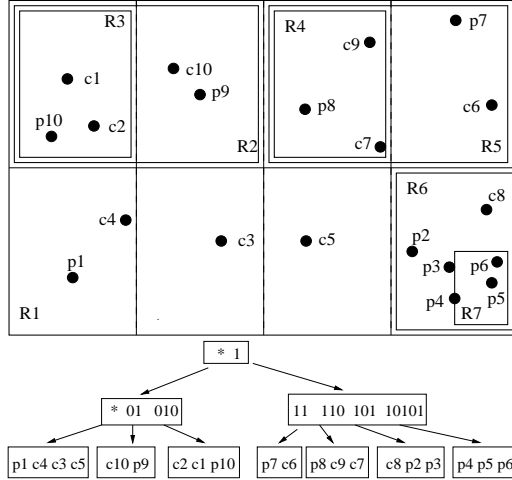 R3 R4 p7
c9
c1 c10
p9 p8 c6
p10 c2
R2 c7 R5
R6
c4 c8
p2
c3 c5
p1 p3 p6
p4 p5
R1 R7
* 1
* 01 010 11 110 101 10101
p1 c4 c3 c5 c10 p9 c2 c1 p10 p7 c6 p8 c9 c7 c8 p2 p3 p4 p5 p6